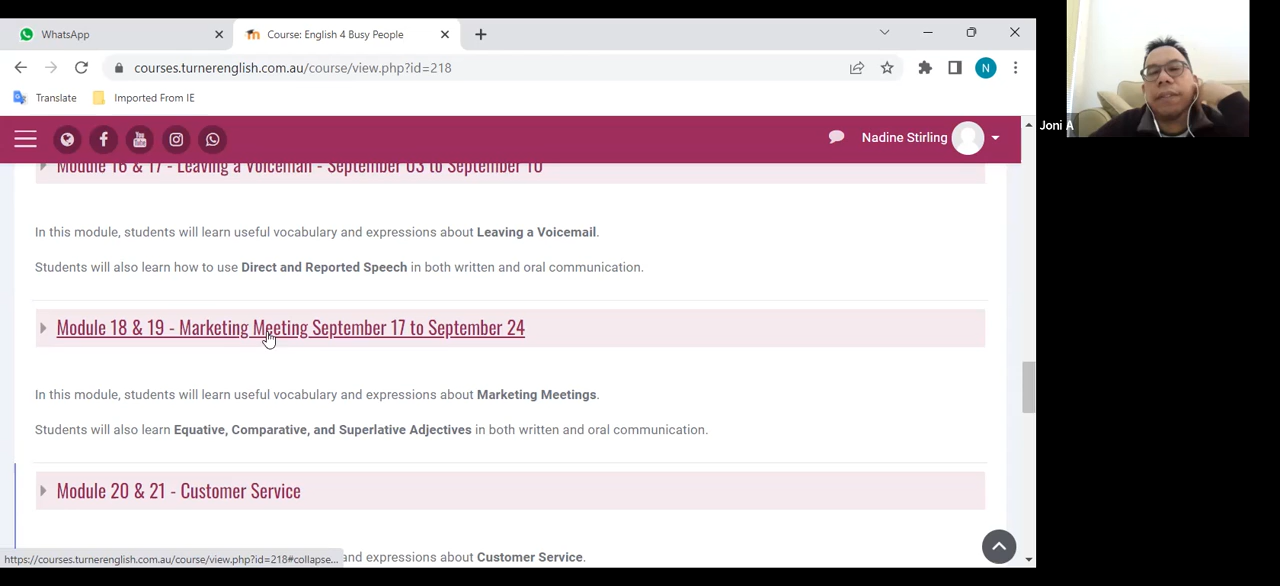 WhatsApp
Course: English 4 Busy People
courses.turnerenglish.com.au/course/view.php?id=218
N
Translate
Imported From IE
You Tube
Nadine Stirling
Joni A
Module 16 & 17 - Leaving a Voicemail - September 03 to September 10
In this module, students will learn useful vocabulary and expressions about Leaving a Voicemail.
Students will also learn how to use Direct and Reported Speech in both written and oral communication.
Module 18 & 19 - Marketing Meeting September 17 to September 24
In this module, students will learn useful vocabulary and expressions about Marketing Meetings.
Students will also learn Equative, Comparative, and Superlative Adjectives in both written and oral communication.
Module 20 & 21 - Customer Service
and expressions about Customer Service.
https://courses.turnerenglish.com.au/course/view.php?id=218#collapse...